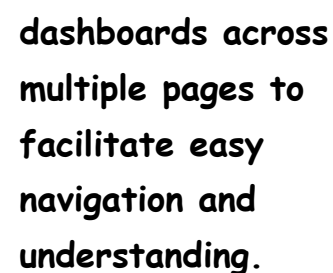 dashboards across
multiple pages to
facilitate easy
navigation and
understanding.